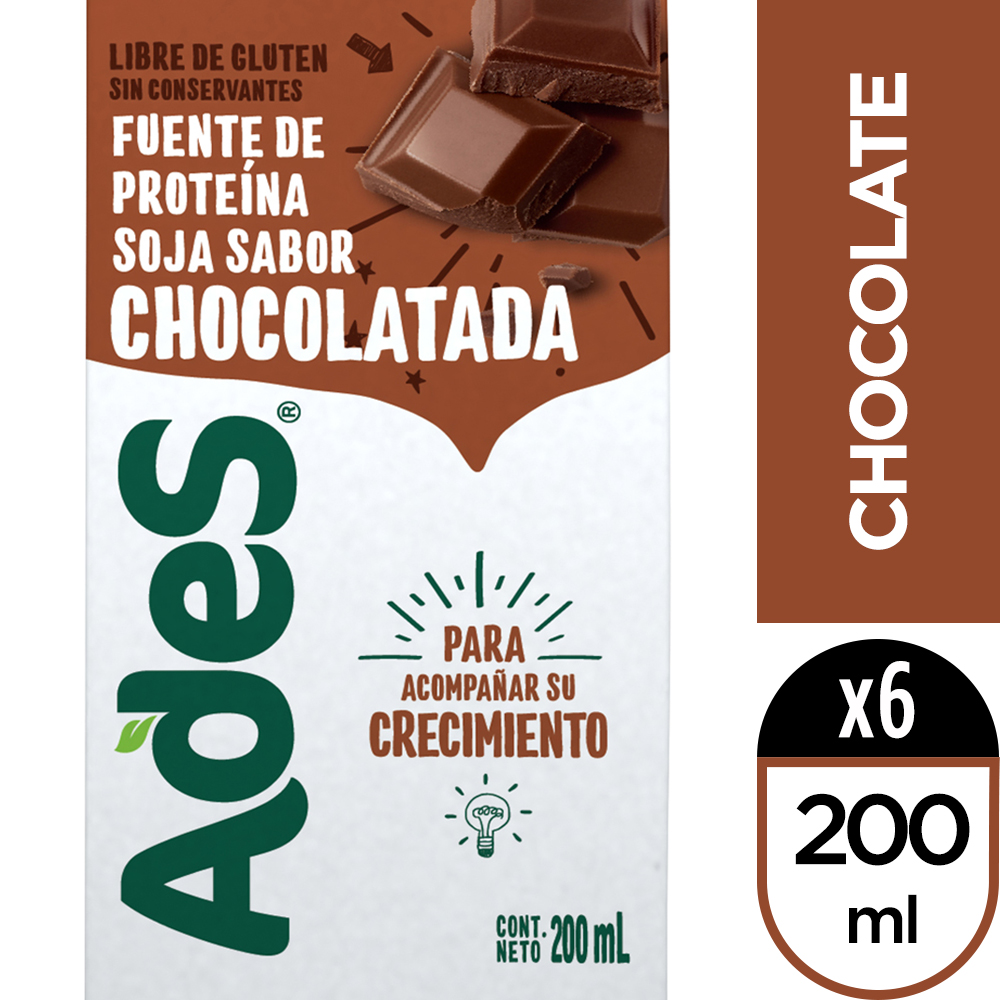 LIBRE DE GLUTEN
SIN CONSERVANTES
FUENTE DE
PROTEÍNA
SOJA SABOR
CHOCOLATADA
AdeS®
PARA
ACOMPAÑAR SU
CRECIMIENTO
CONT. NETO 200 mL
CHOCOLATE
x6
200
ml